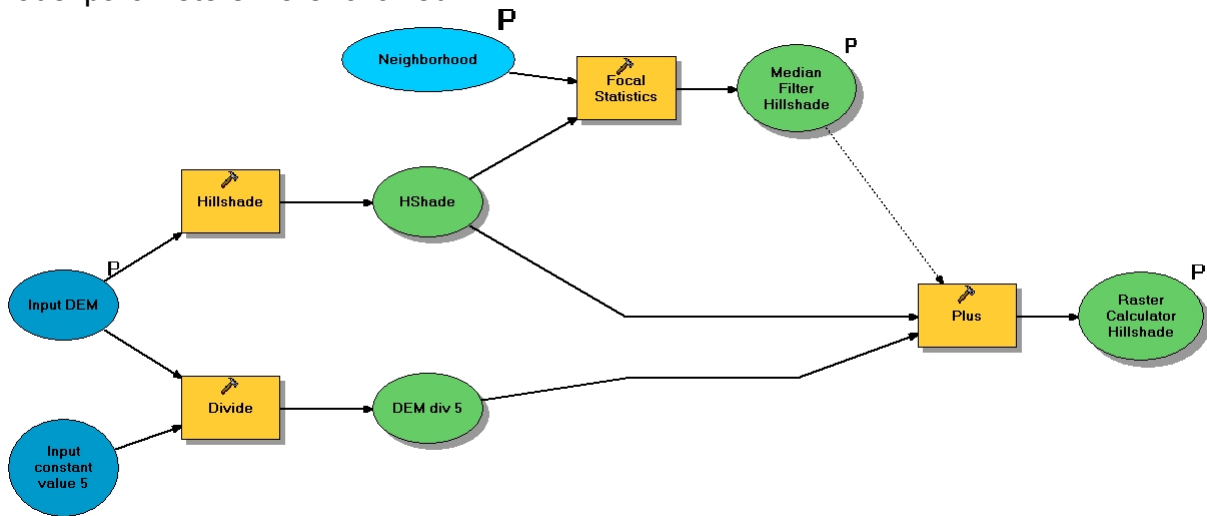 P
Neighborhood
Focal
Statistics
P
Median
Filter
Hillshade
Hillshade
HShade
P
Input DEM
Plus
P
Raster
Calculator
Hillshade
Divide
DEM div 5
Input
constant
value 5